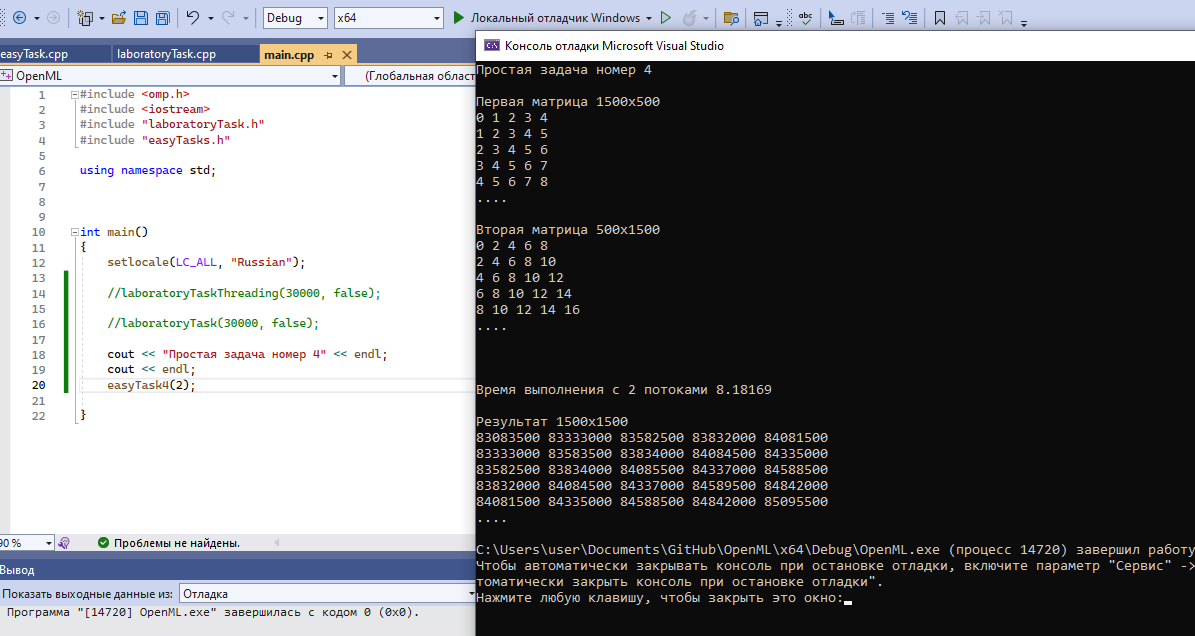 Debug x64 Локальный отладчик Windows
easyTask.cpp laboratoryTask.cpp main.cpp
OpenML (Глобальная област
1 #include <omp.h>
2 #include <iostream>
3 #include "laboratoryTask.h"
4 #include "easyTasks.h"
5
6 using namespace std;
7
8
9
10 int main()
11 {
12 setlocale(LC_ALL, "Russian");
13
14 //laboratoryTaskThreading(30000, false);
15
16 //laboratoryTask(30000, false);
17
18 cout << "Простая задача номер 4" << endl;
19 cout << endl;
20 easyTask4(2);
21
22 }
90 % Проблемы не найдены.
Вывод
Показать выходные данные из: Отладка
Программа "[14720] OpenML.exe" завершилась с кодом 0 (0x0).
Консоль отладки Microsoft Visual Studio
Простая задача номер 4
Первая матрица 1500x500
0 1 2 3 4
1 2 3 4 5
2 3 4 5 6
3 4 5 6 7
4 5 6 7 8
....
Вторая матрица 500x1500
0 2 4 6 8
2 4 6 8 10
4 6 8 10 12
6 8 10 12 14
8 10 12 14 16
....
Время выполнения с 2 потоками 8.18169
Результат 1500x1500
83083500 83333000 83582500 83832000 84081500
83333000 83583500 83834000 84084500 84335000
83582500 83834000 84085500 84337000 84588500
83832000 84084500 84337000 84589500 84842000
84081500 84335000 84588500 84842000 85095500
....
C:\Users\user\Documents\GitHub\OpenML\x64\Debug\OpenML.exe (процесс 14720) завершил работу
Чтобы автоматически закрывать консоль при остановке отладки, включите параметр "Сервис" ->
томатически закрыть консоль при остановке отладки".
Нажмите любую клавишу, чтобы закрыть это окно: